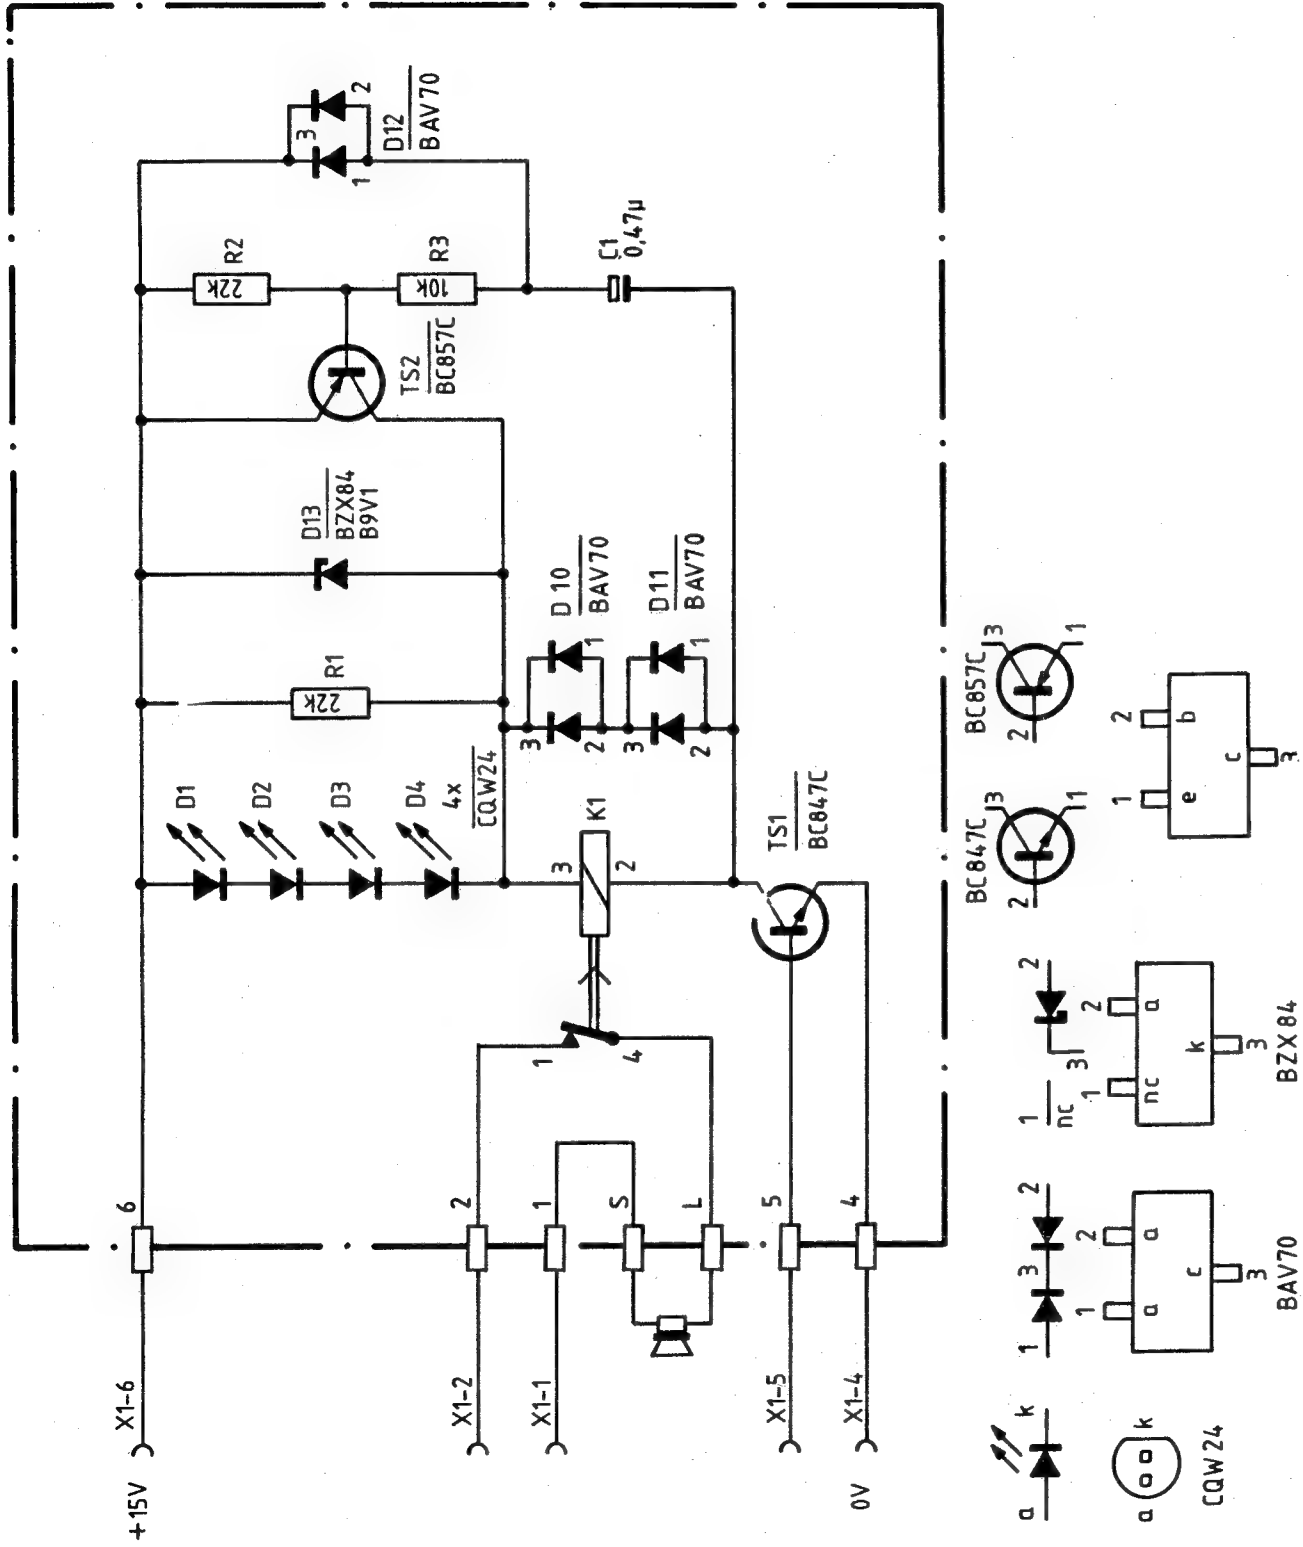 +15V
X1-6
6
X1-2
2
X1-1
1
S
L
X1-5
5
0V
X1-4
4
D1
D2
D3
D4
4x
CQW24
R1
22k
D13
BZX84
B9V1
TS2
BC857C
R2
22k
R3
10k
D12
BAV70
1
3
2
C1
0,47µ
D10
BAV70
3
2
1
D11
BAV70
3
2
1
K1
3
2
1
4
TS1
BC847C
a
k
a
k
CQW24
1
3
2
1
2
a
a
c
3
BAV70
1
nc
3
2
1
2
nc
a
k
3
BZX84
BC847C
2
3
1
BC857C
2
3
1
1
2
e
b
c
3